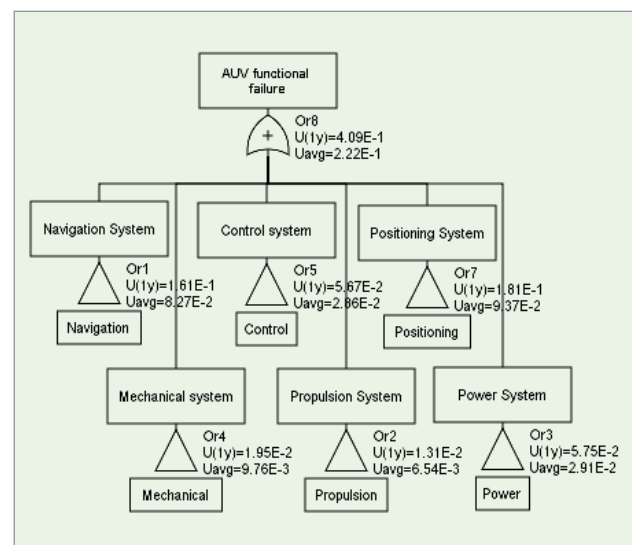 AUV functional
failure
+
Or8
U(1y)=4.09E-1
Uavg=2.22E-1
Navigation System
Or1
U(1y)=1.61E-1
Uavg=8.27E-2
Navigation
Control system
Or5
U(1y)=5.67E-2
Uavg=2.86E-2
Control
Positioning System
Or7
U(1y)=1.81E-1
Uavg=9.37E-2
Positioning
Mechanical system
Or4
U(1y)=1.95E-2
Uavg=9.76E-3
Mechanical
Propulsion System
Or2
U(1y)=1.31E-2
Uavg=6.54E-3
Propulsion
Power System
Or3
U(1y)=5.75E-2
Uavg=2.91E-2
Power